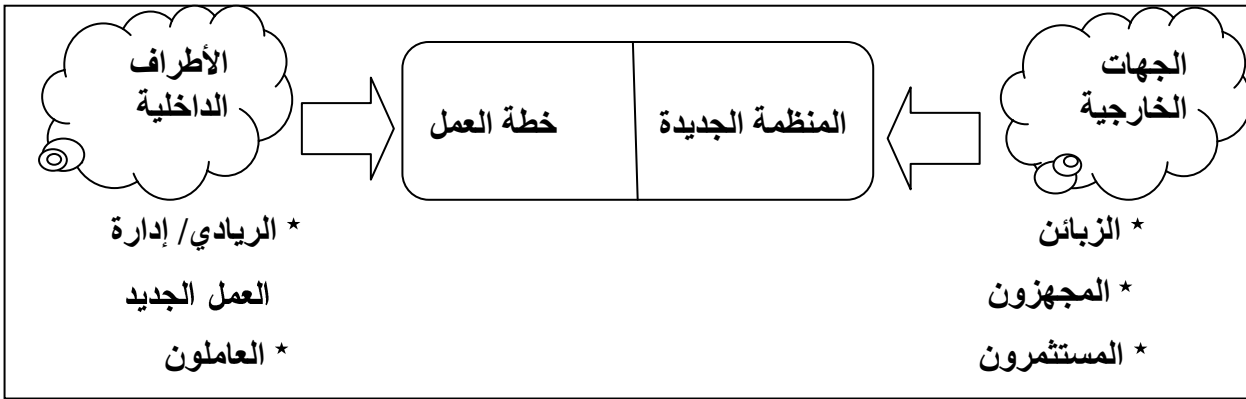 الجهات
الخارجية
المنظمة الجديدة
خطة العمل
الأطراف
الداخلية
* الزبائن
* المجهزون
* المستثمرون
* الريادي/ إدارة
العمل الجديد
* العاملون